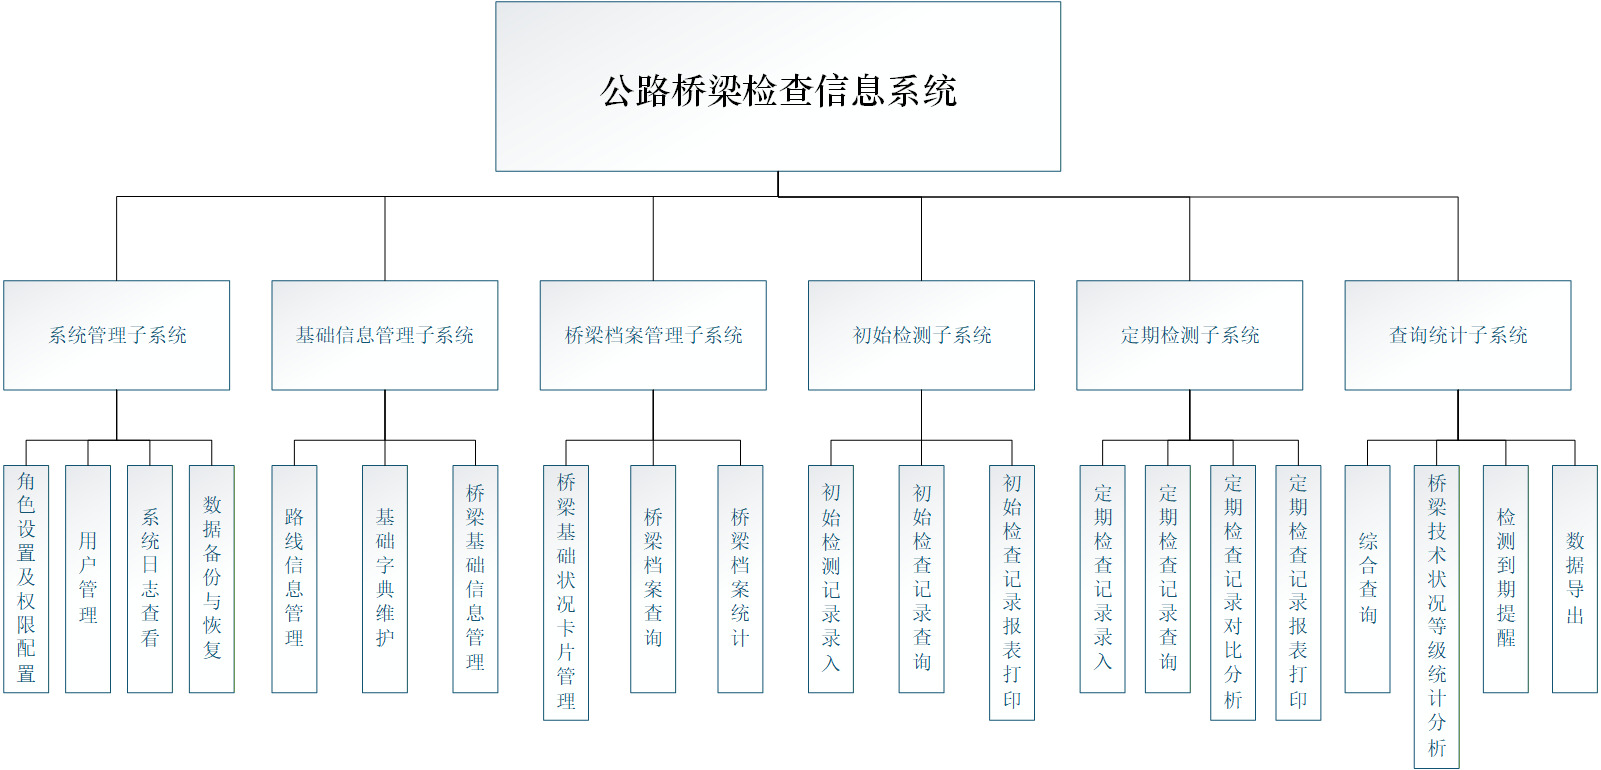 公路桥梁检查信息系统
系统管理子系统
基础信息管理子系统
桥梁档案管理子系统
初始检测子系统
定期检测子系统
查询统计子系统
角色设置及权限配置
用户管理
系统日志查看
数据备份与恢复
路线信息管理
基础字典维护
桥梁基础信息管理
桥梁基础状况卡片管理
桥梁档案查询
桥梁档案统计
初始检测记录录入
初始检查记录查询
初始检查记录报表打印
定期检查记录录入
定期检查记录查询
定期检查记录对比分析
定期检查记录报表打印
综合查询
桥梁技术状况等级统计分析
检测到期提醒
数据导出